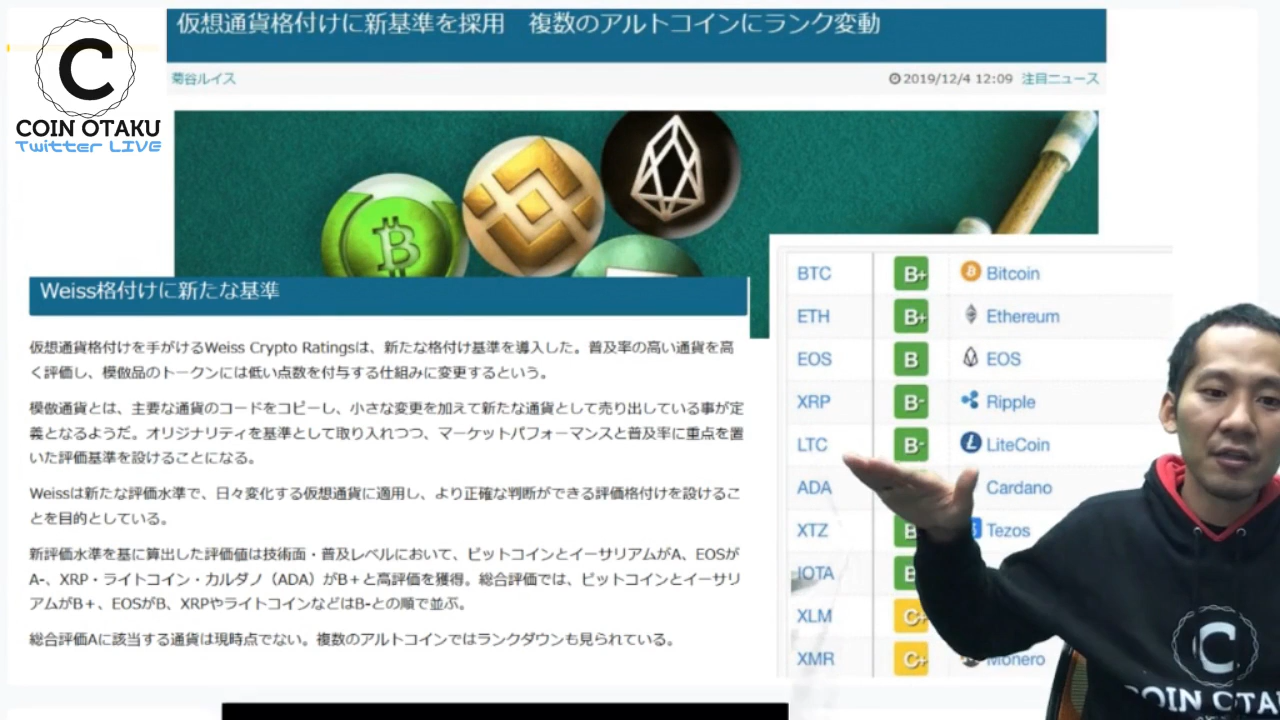 仮想通貨格付けに新基準を採用　複数のアルトコインにランク変動
菊谷ルイス
2019/12/4 12:09 注目ニュース
C
COIN OTAKU
Twitter LIVE
Weiss格付けに新たな基準
仮想通貨格付けを手がけるWeiss Crypto Ratingsは、新たな格付け基準を導入した。普及率の高い通貨を高
く評価し、模倣品のトークンには低い点数を付与する仕組みに変更するという。
模倣通貨とは、主要な通貨のコードをコピーし、小さな変更を加えて新たな通貨として売り出している事が定
義となるようだ。オリジナリティを基準として取り入れつつ、マーケットパフォーマンスと普及率に重点を置
いた評価基準を設けることになる。
Weissは新たな評価水準で、日々変化する仮想通貨に適用し、より正確な判断ができる評価格付けを設けるこ
とを目的としている。
新評価水準を基に算出した評価値は技術面・普及レベルにおいて、ビットコインとイーサリアムがA、EOSが
A-、XRP・ライトコイン・カルダノ（ADA）がB＋と高評価を獲得。総合評価では、ビットコインとイーサリ
アムがB＋、EOSがB、XRPやライトコインなどはB-との順で並ぶ。
総合評価Aに該当する通貨は現時点でない。複数のアルトコインではランクダウンも見られている。
BTC B+ Bitcoin
ETH B+ Ethereum
EOS B EOS
XRP B- Ripple
LTC B- LiteCoin
ADA Cardano
XTZ B Tezos
IOTA B
XLM C+
XMR C+ Monero
C
COIN OTA